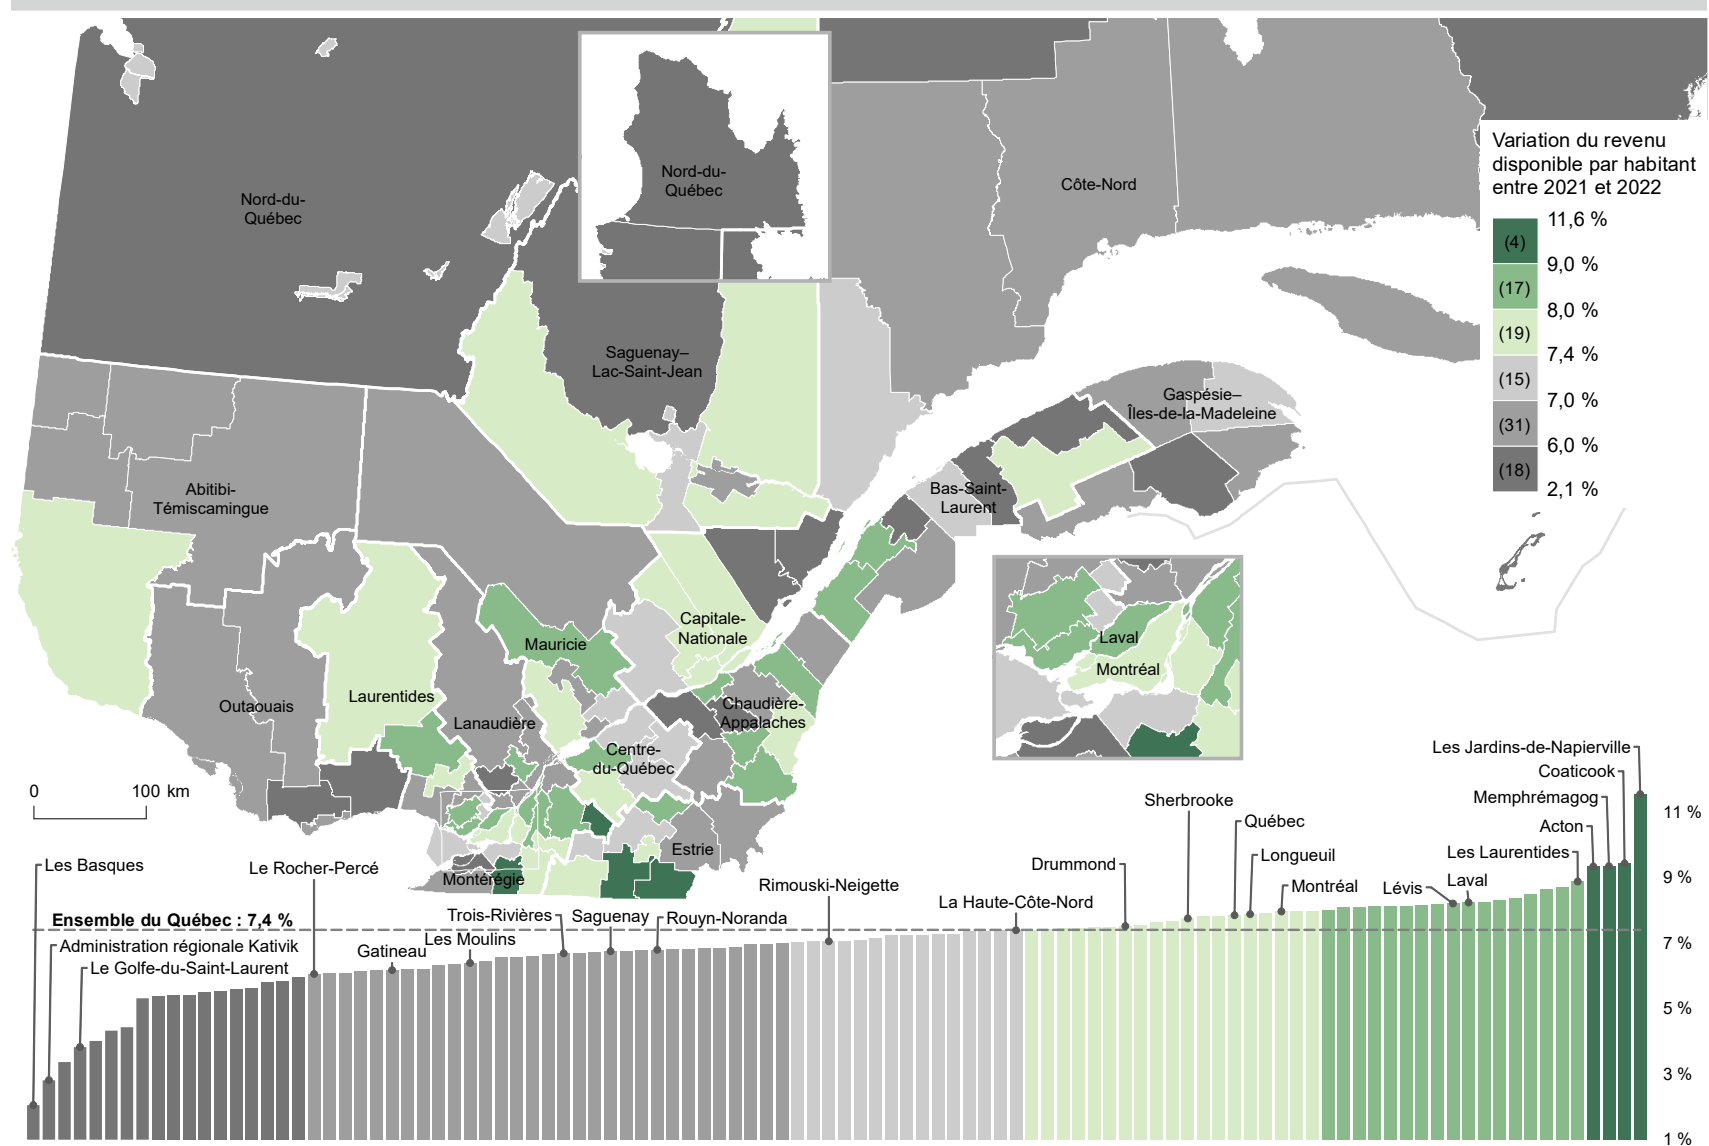 Nord-du-
Québec
Nord-du-
Québec
Côte-Nord
Variation du revenu
disponible par habitant
entre 2021 et 2022
11,6 %
(4)
9,0 %
(17)
8,0 %
(19)
7,4 %
(15)
7,0 %
(31)
6,0 %
(18)
2,1 %
Saguenay–
Lac-Saint-Jean
Gaspésie–
Îles-de-la-Madeleine
Abitibi-
Témiscamingue
Bas-Saint-
Laurent
Capitale-
Nationale
Mauricie
Laval
Montréal
Outaouais
Laurentides
Lanaudière
Chaudière-
Appalaches
Centre-
du-Québec
Estrie
Montérégie
0 100 km
Les Jardins-de-Napierville
Coaticook
Memphrémagog
Acton
Les Laurentides
Sherbrooke
Québec
Longueuil
Montréal
Lévis
Laval
Drummond
La Haute-Côte-Nord
Rimouski-Neigette
Les Basques
Le Rocher-Percé
Ensemble du Québec : 7,4 %
Administration régionale Kativik
Le Golfe-du-Saint-Laurent
Gatineau
Les Moulins
Trois-Rivières
Saguenay
Rouyn-Noranda
11 %
9 %
7 %
5 %
3 %
1 %